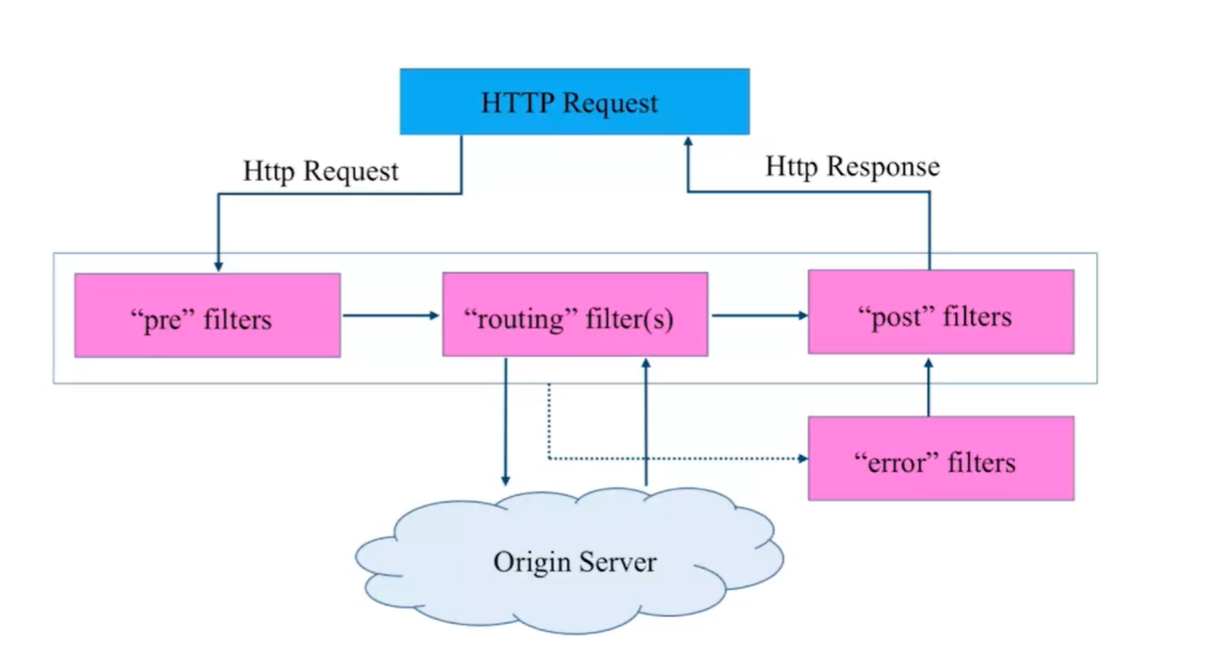 HTTP Request
Http Request
Http Response
“pre” filters
“routing” filter(s)
“post” filters
“error” filters
Origin Server